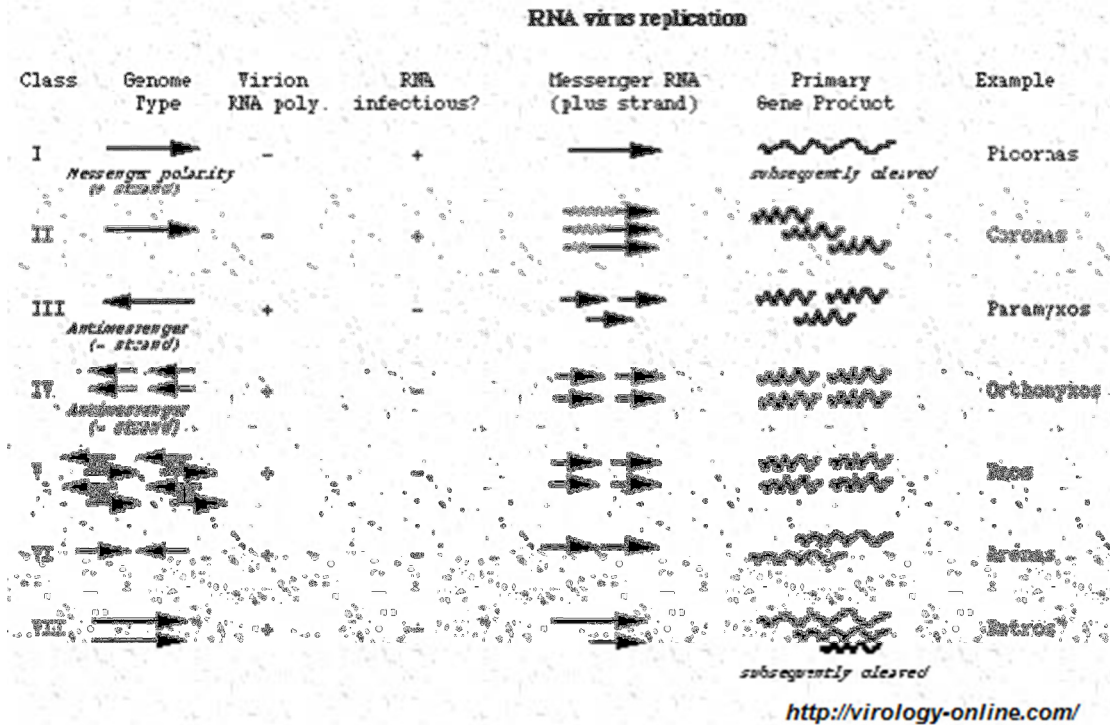 RNA virus replication
Class Genome Virion RNA Messenger RNA Primary Example
Type RNA poly. infectious? (plus strand) Gene Product
I - + Picornas
Messenger polarity subsequently cleaved
(+ strand)
II - + Coronas
III + - Paramyxos
Antimessenger
(- strand)
IV + - Orthomyxos
Antimessenger
(- strand)
V + -
VI + - Arenas
+ - Retros
subsequently cleaved
http://virology-online.com/